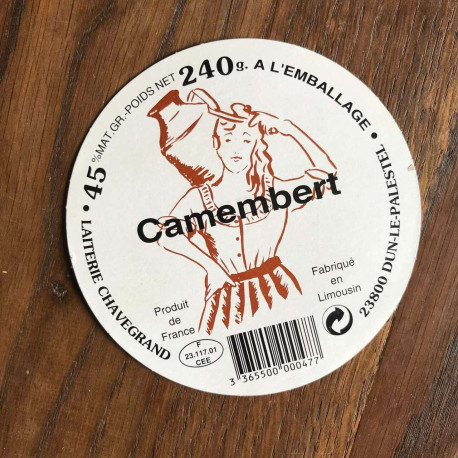 LAITERIE CHAVEGRAND • 45 % MAT.GR.-POIDS NET 240g. A L'EMBALLAGE • 23800 DUN-LE-PALESTEL
Camembert
Produit
de
France
Fabriqué
en
Limousin
F
23.117.01
CEE
3 365500 000477